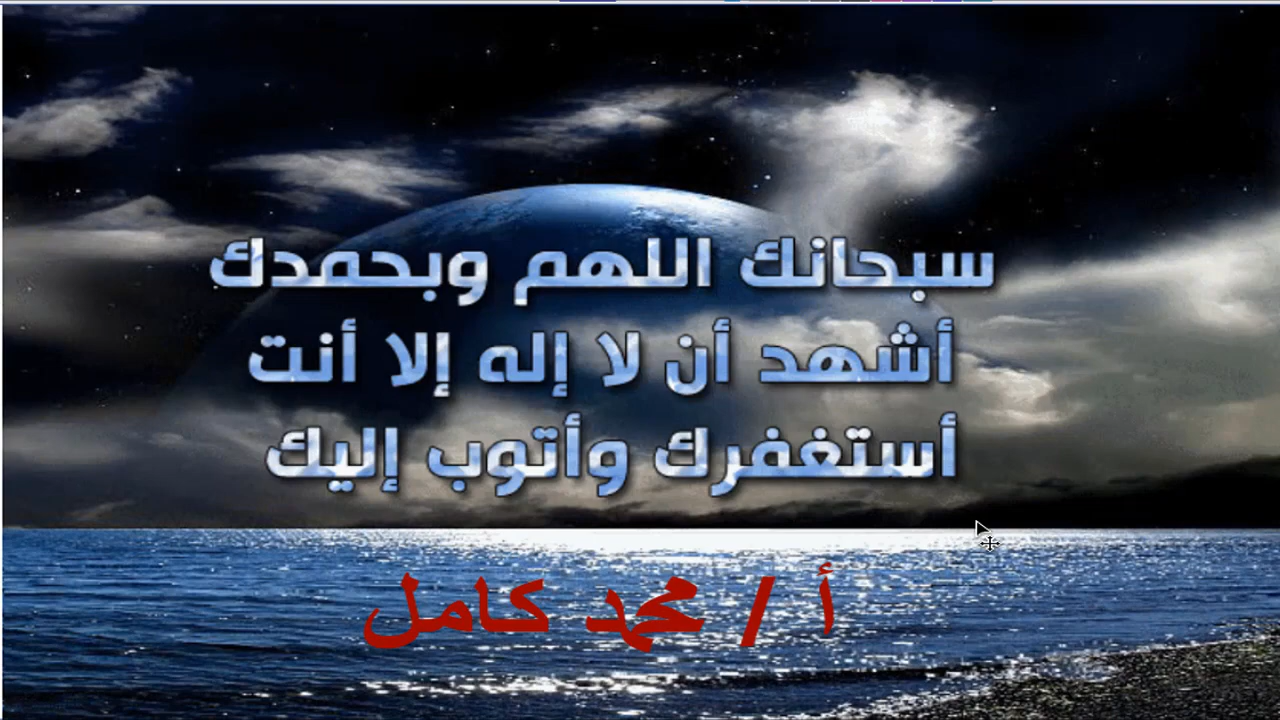 سبحانك اللهم وبحمدك
أشهد أن لا إله إلا أنت
أستغفرك وأتوب إليك
أ / محمد كامل